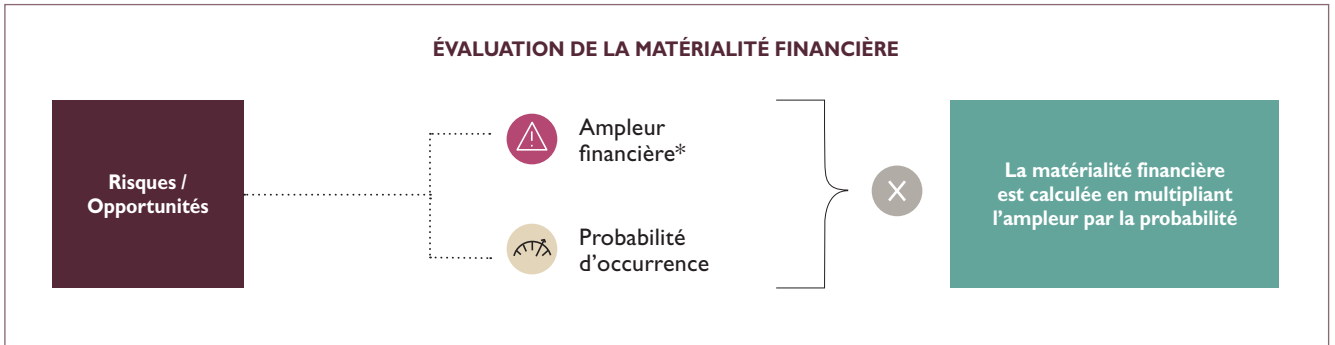 ÉVALUATION DE LA MATÉRIALITÉ FINANCIÈRE
Risques /
Opportunités
Ampleur
financière*
Probabilité
d'occurrence
X
La matérialité financière
est calculée en multipliant
l'ampleur par la probabilité